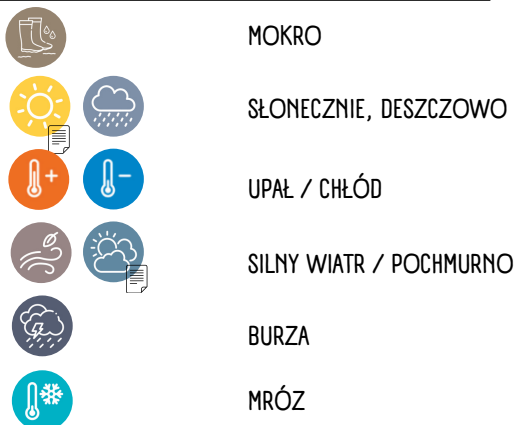 MOKRO
SŁONECZNIE, DESZCZOWO
UPAŁ / CHŁÓD
SILNY WIATR / POCHMURNO
BURZA
MRÓZ